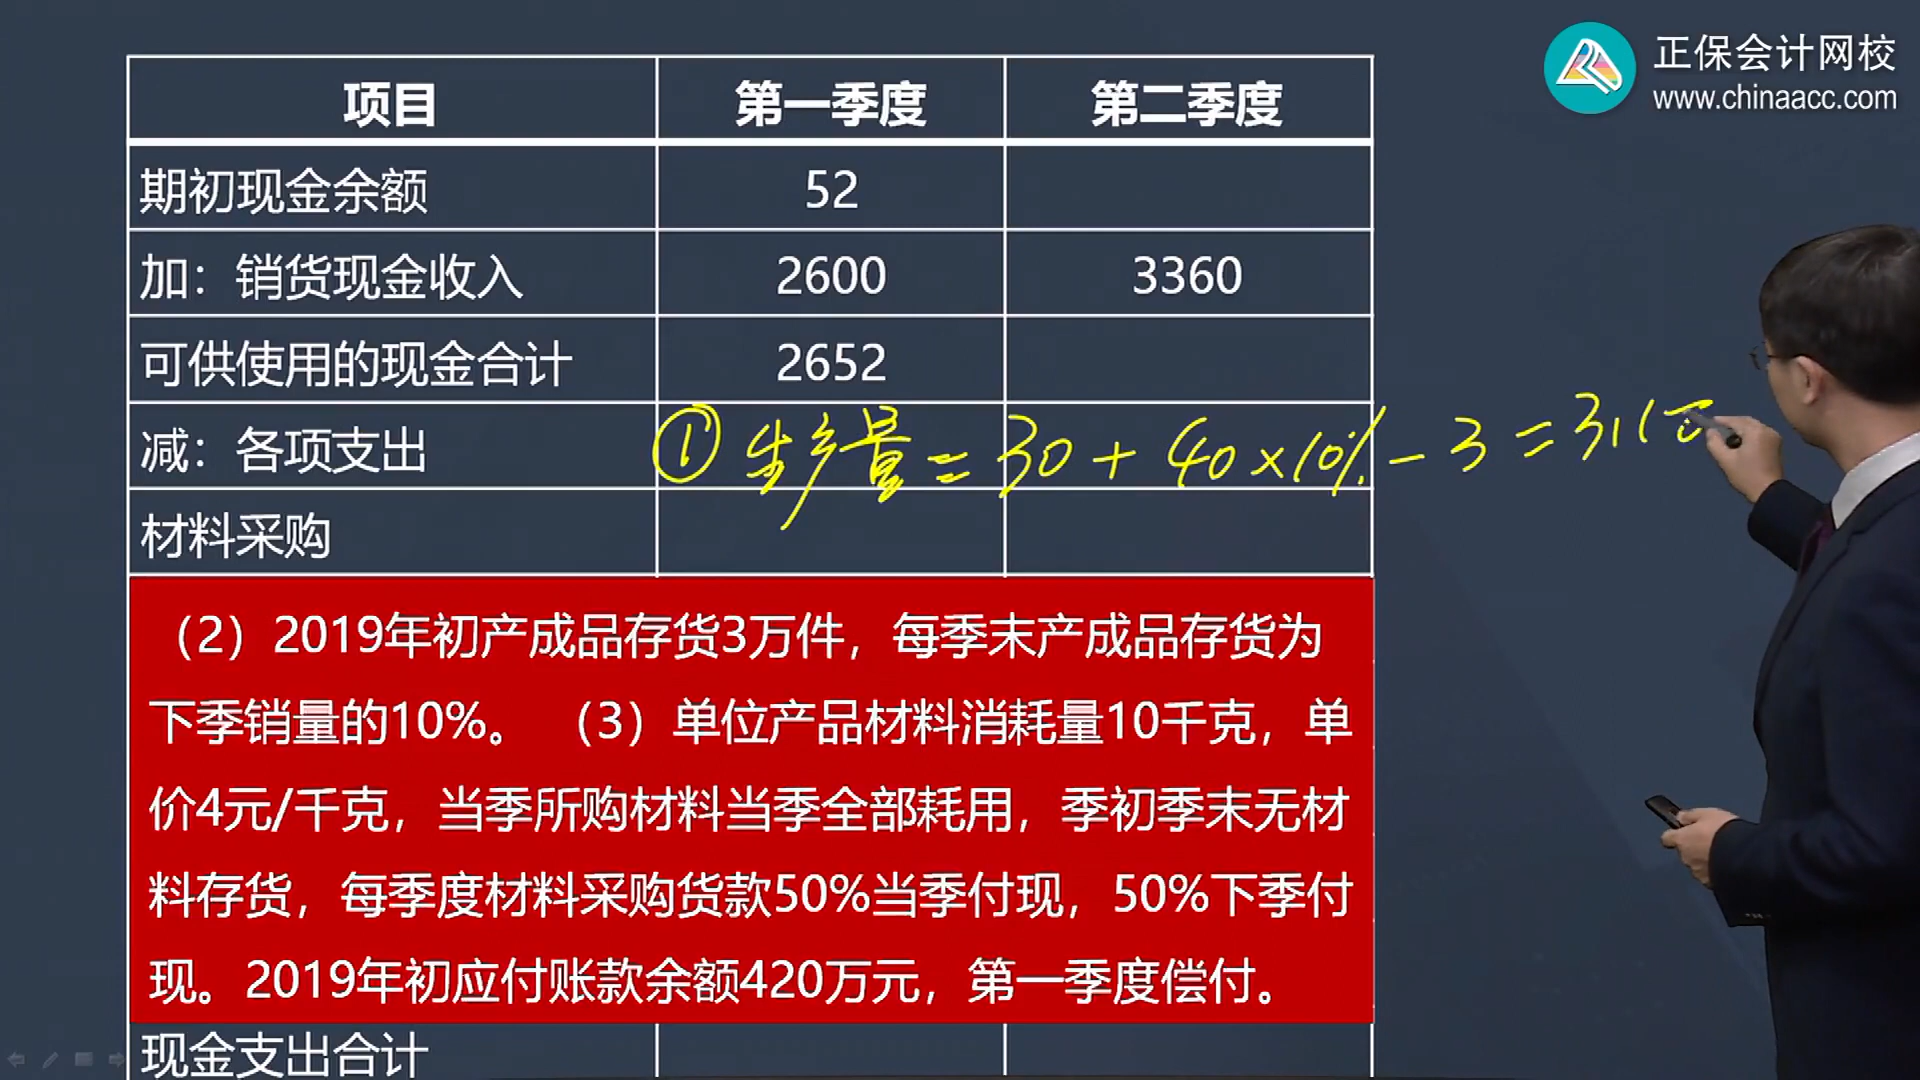 正保会计网校
www.chinaacc.com
项目 第一季度 第二季度
期初现金余额 52
加：销货现金收入 2600 3360
可供使用的现金合计 2652
减：各项支出
① 生产量 = 30 + 40×10% - 3 = 31(万
材料采购
（2）2019年初产成品存货3万件，每季末产成品存货为
下季销量的10%。（3）单位产品材料消耗量10千克，单
价4元/千克，当季所购材料当季全部耗用，季初季末无材
料存货，每季度材料采购货款50%当季付现，50%下季付
现。2019年初应付账款余额420万元，第一季度偿付。
现金支出合计